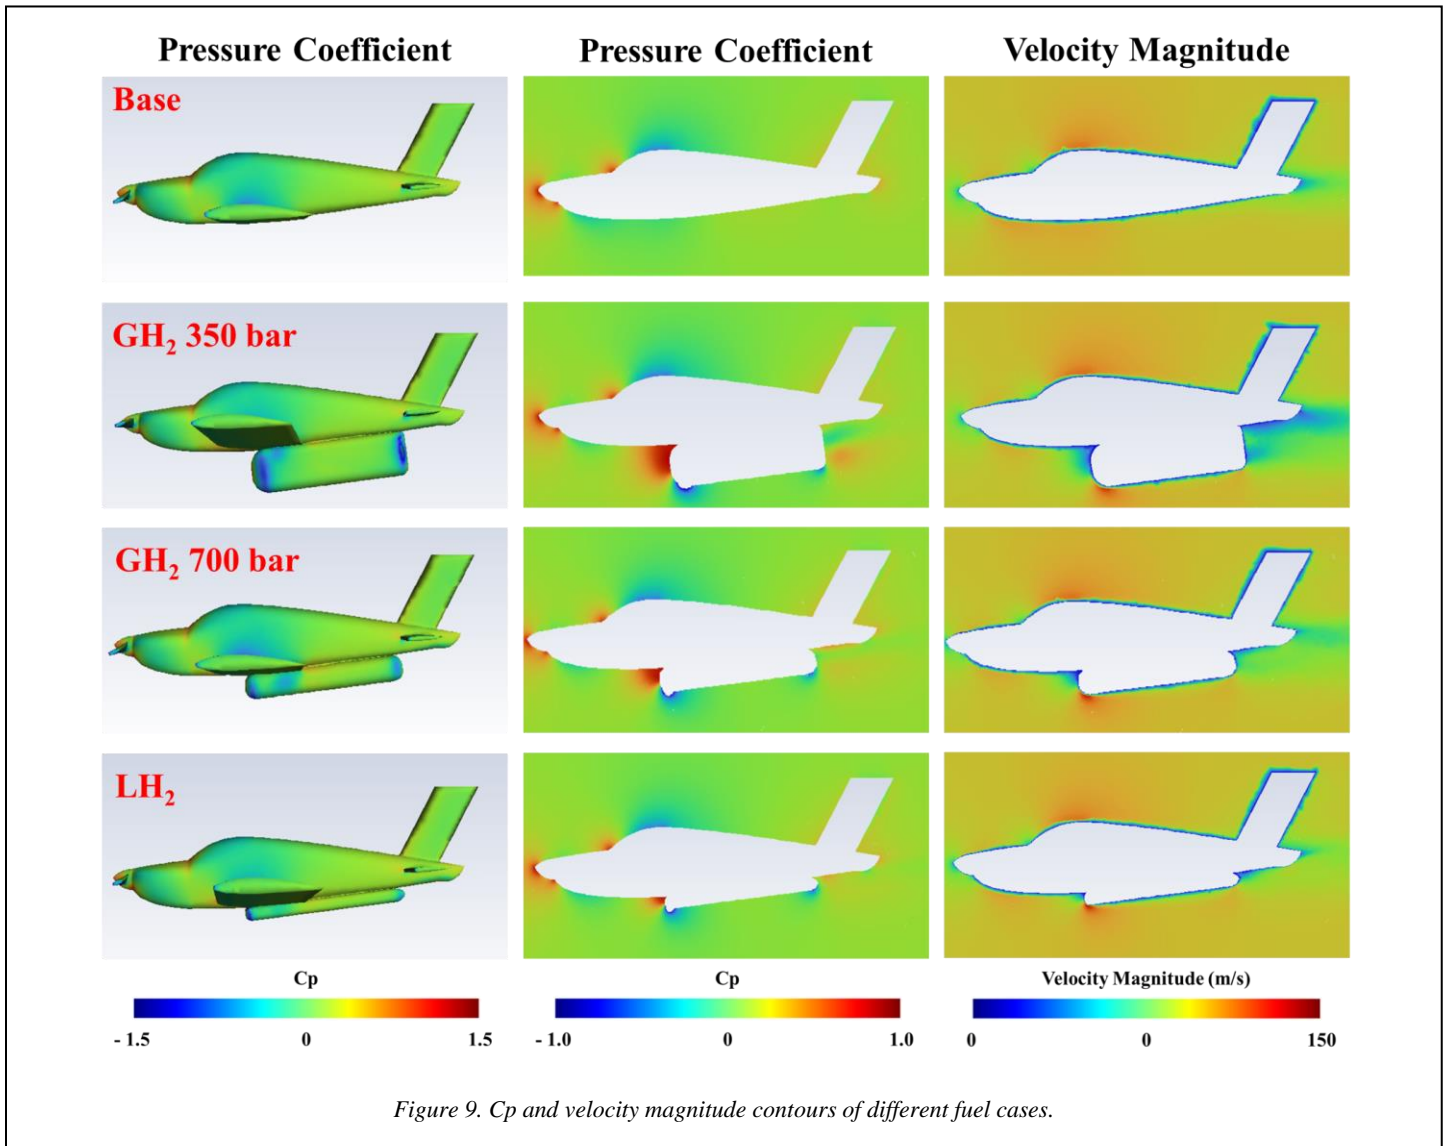 Pressure Coefficient Pressure Coefficient Velocity Magnitude
Base
GH₂ 350 bar
GH₂ 700 bar
LH₂
Cp Cp Velocity Magnitude (m/s)
- 1.5 0 1.5 - 1.0 0 1.0 0 0 150
Figure 9. Cp and velocity magnitude contours of different fuel cases.